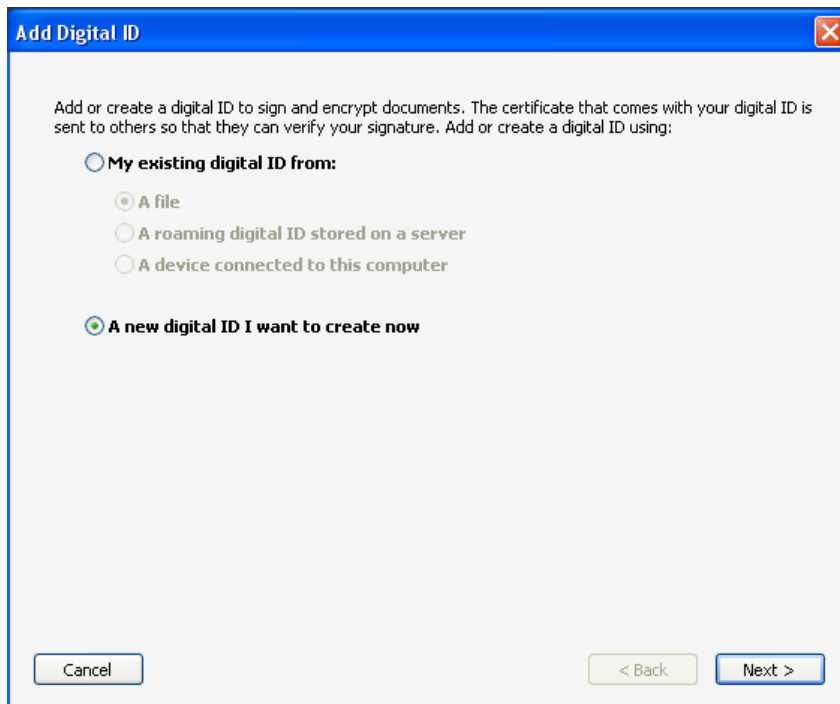 Add Digital ID
Add or create a digital ID to sign and encrypt documents. The certificate that comes with your digital ID is
sent to others so that they can verify your signature. Add or create a digital ID using:
My existing digital ID from:
A file
A roaming digital ID stored on a server
A device connected to this computer
A new digital ID I want to create now
Cancel
< Back
Next >